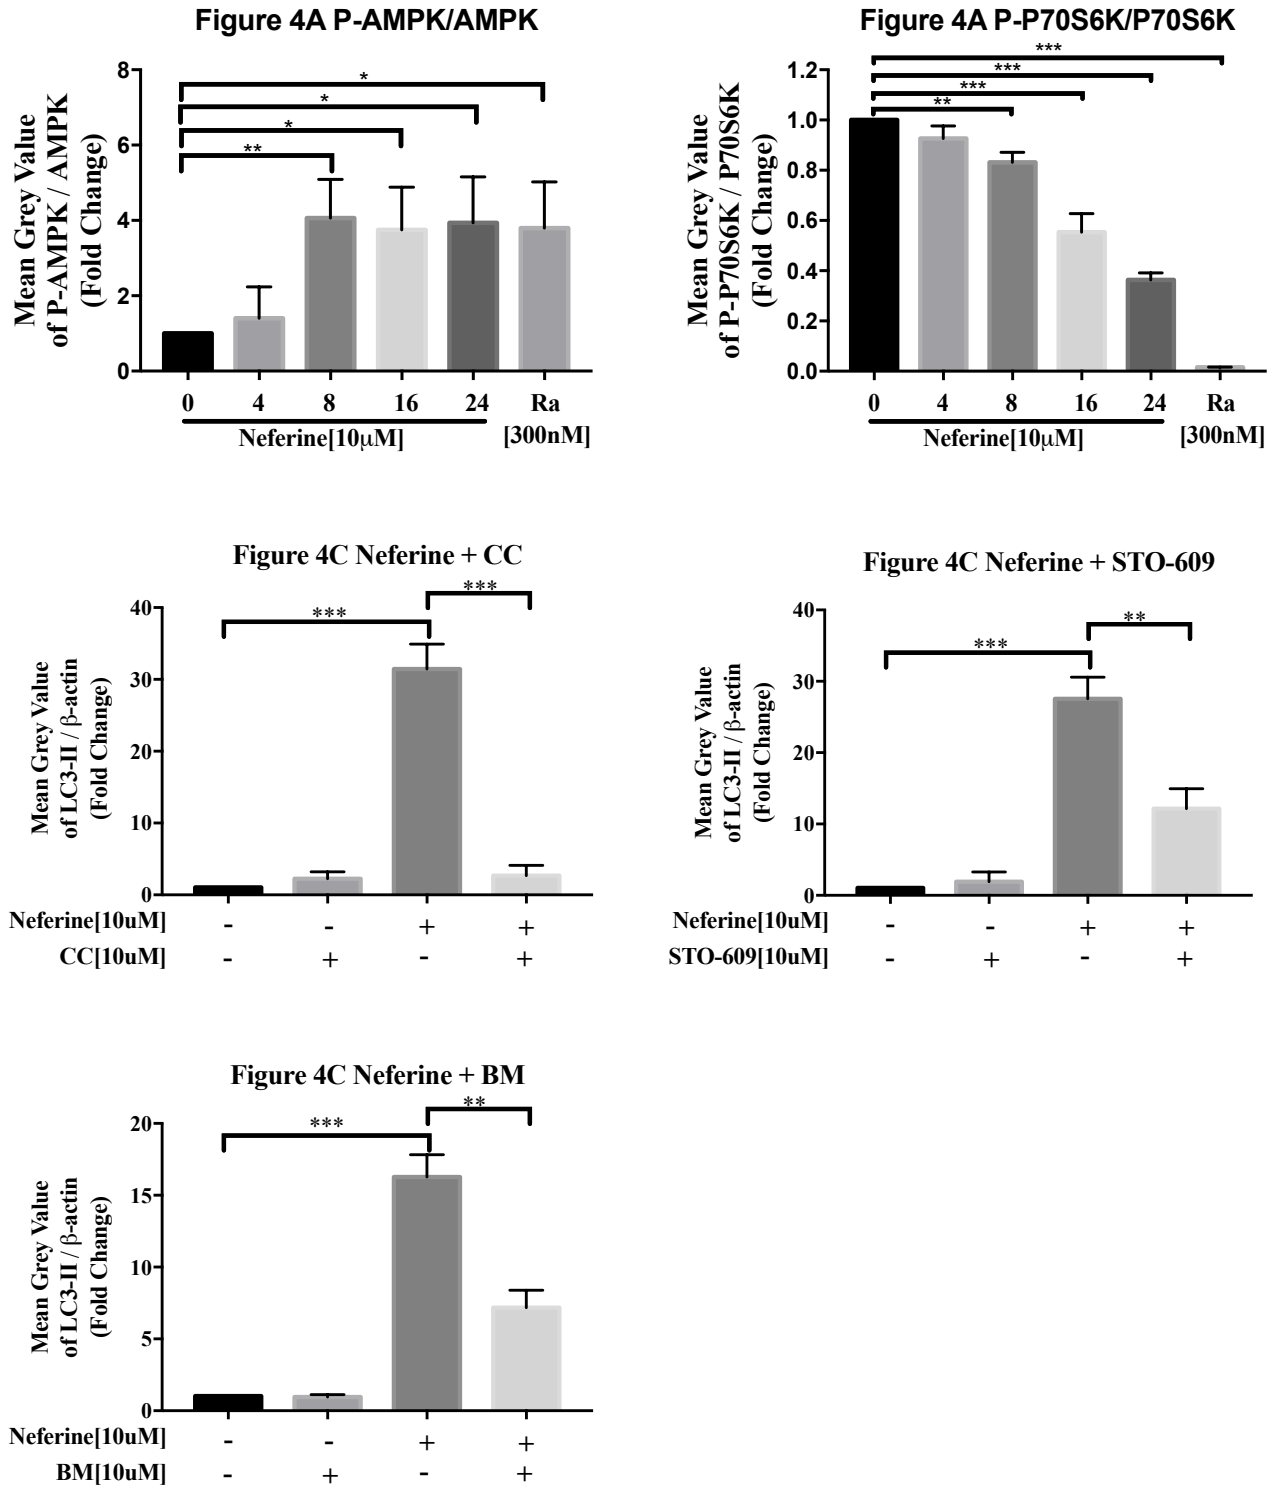 Figure 4A P-AMPK/AMPK
Mean Grey Value
of P-AMPK / AMPK
(Fold Change)
8
6
4
2
0
*
*
*
**
0 4 8 16 24 Ra
Neferine[10μM] [300nM]
Figure 4A P-P70S6K/P70S6K
Mean Grey Value
of P-P70S6K / P70S6K
(Fold Change)
1.2
1.0
0.8
0.6
0.4
0.2
0.0
***
***
***
**
0 4 8 16 24 Ra
Neferine[10μM] [300nM]
Figure 4C Neferine + CC
Mean Grey Value
of LC3-II / β-actin
(Fold Change)
40
30
20
10
0
***
***
Neferine[10uM] - - + +
CC[10uM] - + - +
Figure 4C Neferine + STO-609
Mean Grey Value
of LC3-II / β-actin
(Fold Change)
40
30
20
10
0
**
***
Neferine[10uM] - - + +
STO-609[10uM] - + - +
Figure 4C Neferine + BM
Mean Grey Value
of LC3-II / β-actin
(Fold Change)
20
15
10
5
0
**
***
Neferine[10uM] - - + +
BM[10uM] - + - +